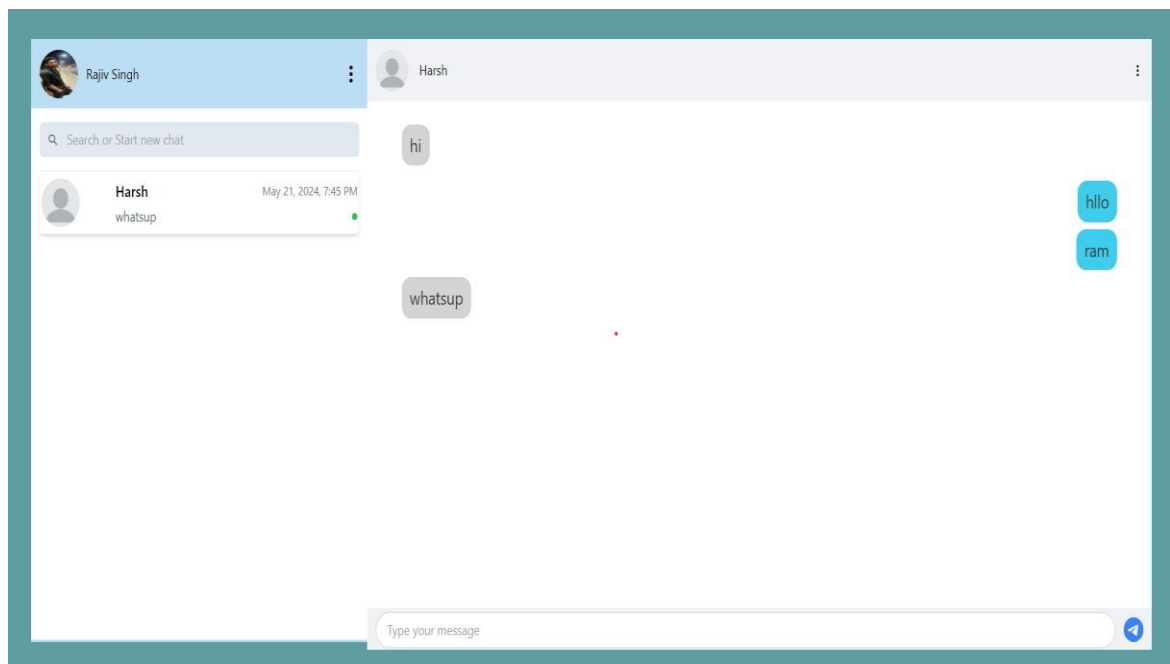 Rajiv Singh
Search or Start new chat
Harsh
May 21, 2024, 7:45 PM
whatsup
Harsh
hi
hllo
ram
whatsup
Type your message